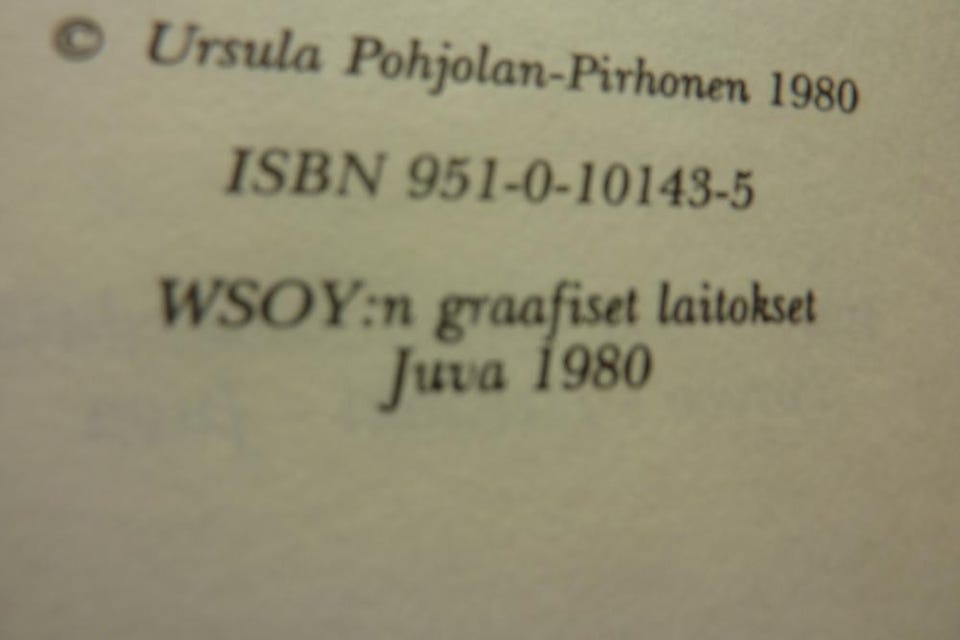 © Ursula Pohjolan-Pirhonen 1980
ISBN 951-0-10143-5
WSOY:n graafiset laitokset
Juva 1980